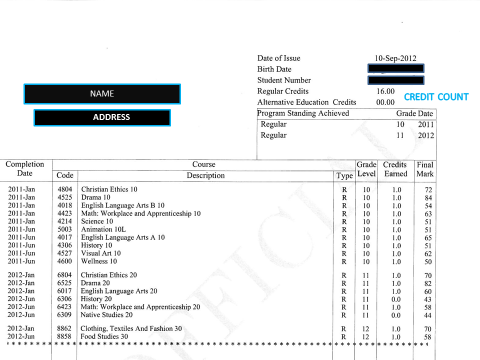 Date of Issue 10-Sep-2012
Birth Date
Student Number
Regular Credits 16.00 CREDIT COUNT
Alternative Education Credits 00.00
NAME
ADDRESS
Program Standing Achieved Grade Date
Regular 10 2011
Regular 11 2012
Completion Date Course Grade Level Credits Earned Final Mark
Code Description Type
2011-Jan 4804 Christian Ethics 10 R 10 1.0 72
2011-Jan 4525 Drama 10 R 10 1.0 84
2011-Jan 4018 English Language Arts B 10 R 10 1.0 54
2011-Jan 4423 Math: Workplace and Apprenticeship 10 R 10 1.0 63
2011-Jan 4214 Science 10 R 10 1.0 51
2011-Jun 5003 Animation 10L R 10 1.0 51
2011-Jun 4017 English Language Arts A 10 R 10 1.0 65
2011-Jun 4306 History 10 R 10 1.0 51
2011-Jun 4527 Visual Art 10 R 10 1.0 62
2011-Jun 4600 Wellness 10 R 10 1.0 50
2012-Jan 6804 Christian Ethics 20 R 11 1.0 70
2012-Jan 6525 Drama 20 R 11 1.0 82
2012-Jan 6017 English Language Arts 20 R 11 1.0 60
2012-Jun 6306 History 20 R 11 0.0 43
2012-Jun 6423 Math: Workplace and Apprenticeship 20 R 11 1.0 58
2012-Jun 6309 Native Studies 20 R 11 0.0 44
2012-Jan 8862 Clothing, Textiles And Fashion 30 R 12 1.0 70
2012-Jun 8858 Food Studies 30 R 12 1.0 58